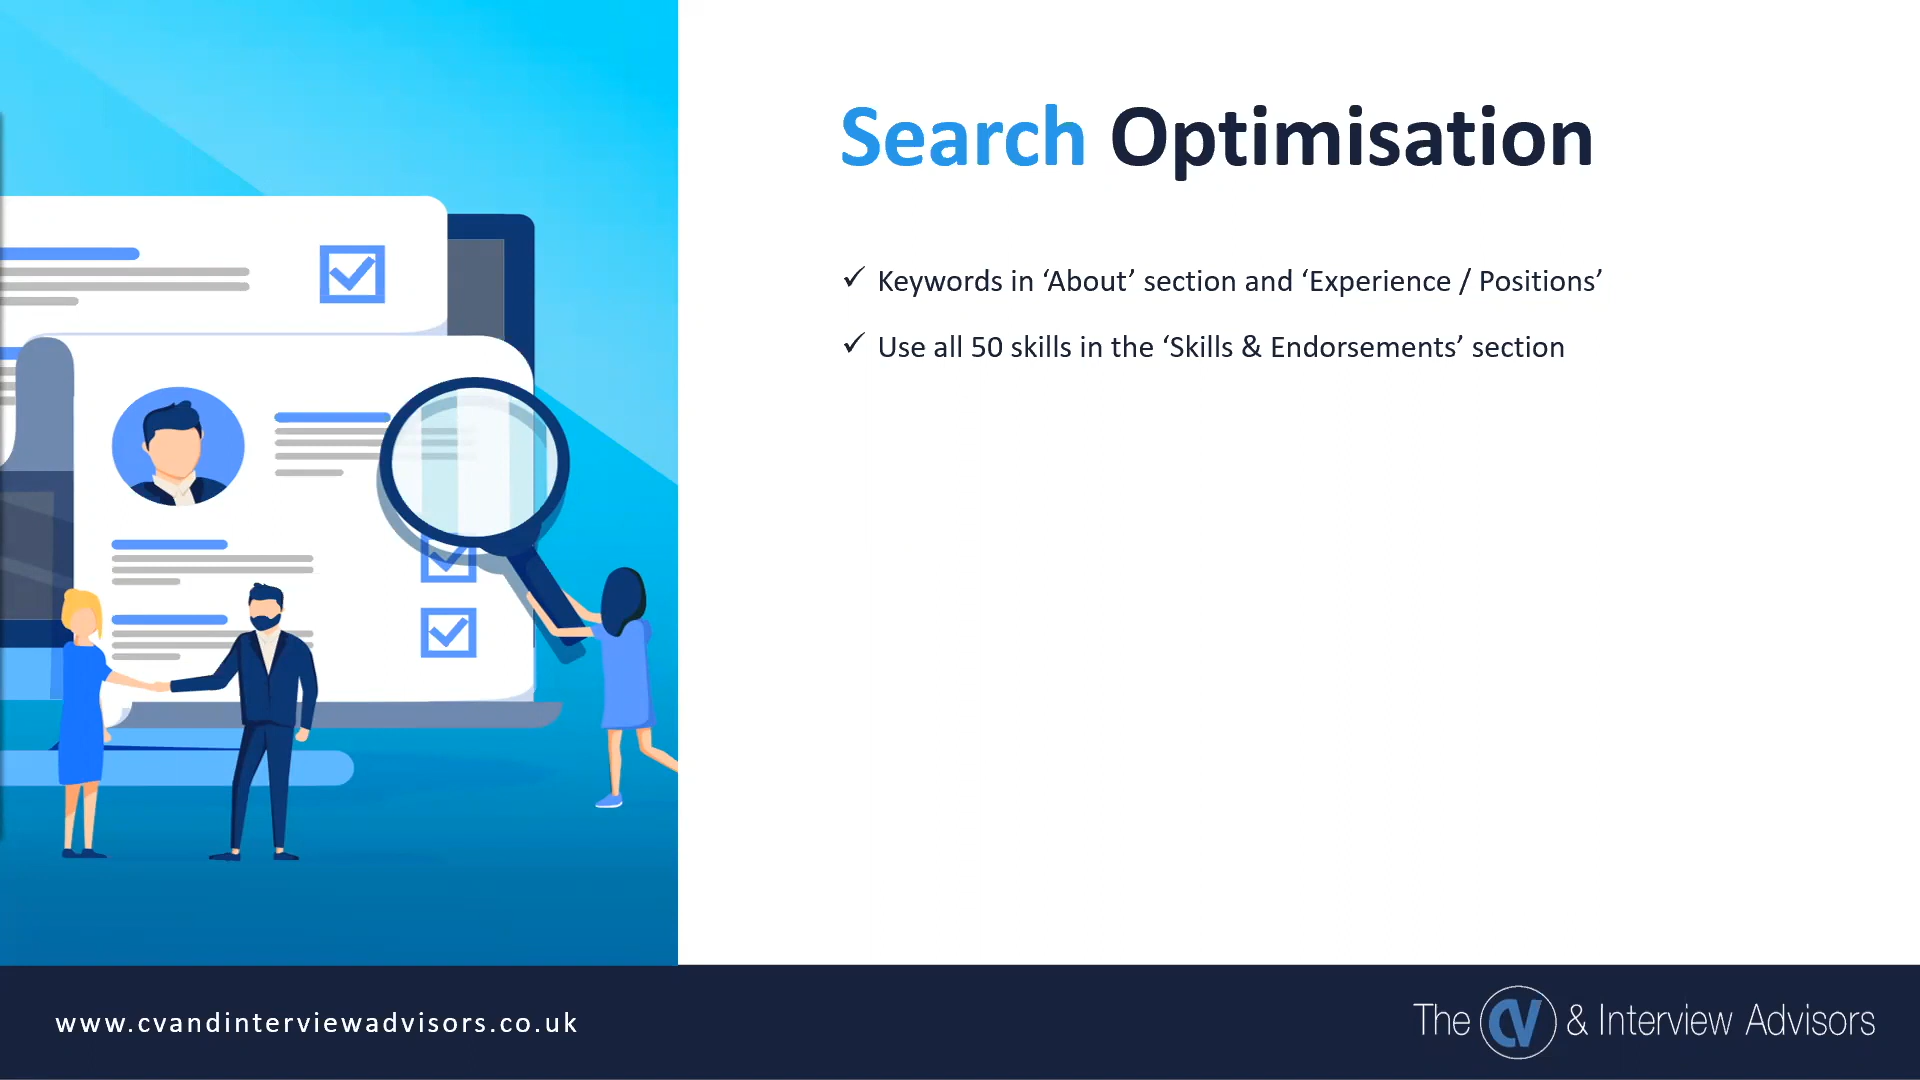 Search Optimisation
✓ Keywords in ‘About’ section and ‘Experience / Positions’
✓ Use all 50 skills in the ‘Skills & Endorsements’ section
www.cvandinterviewadvisors.co.uk
The CV & Interview Advisors